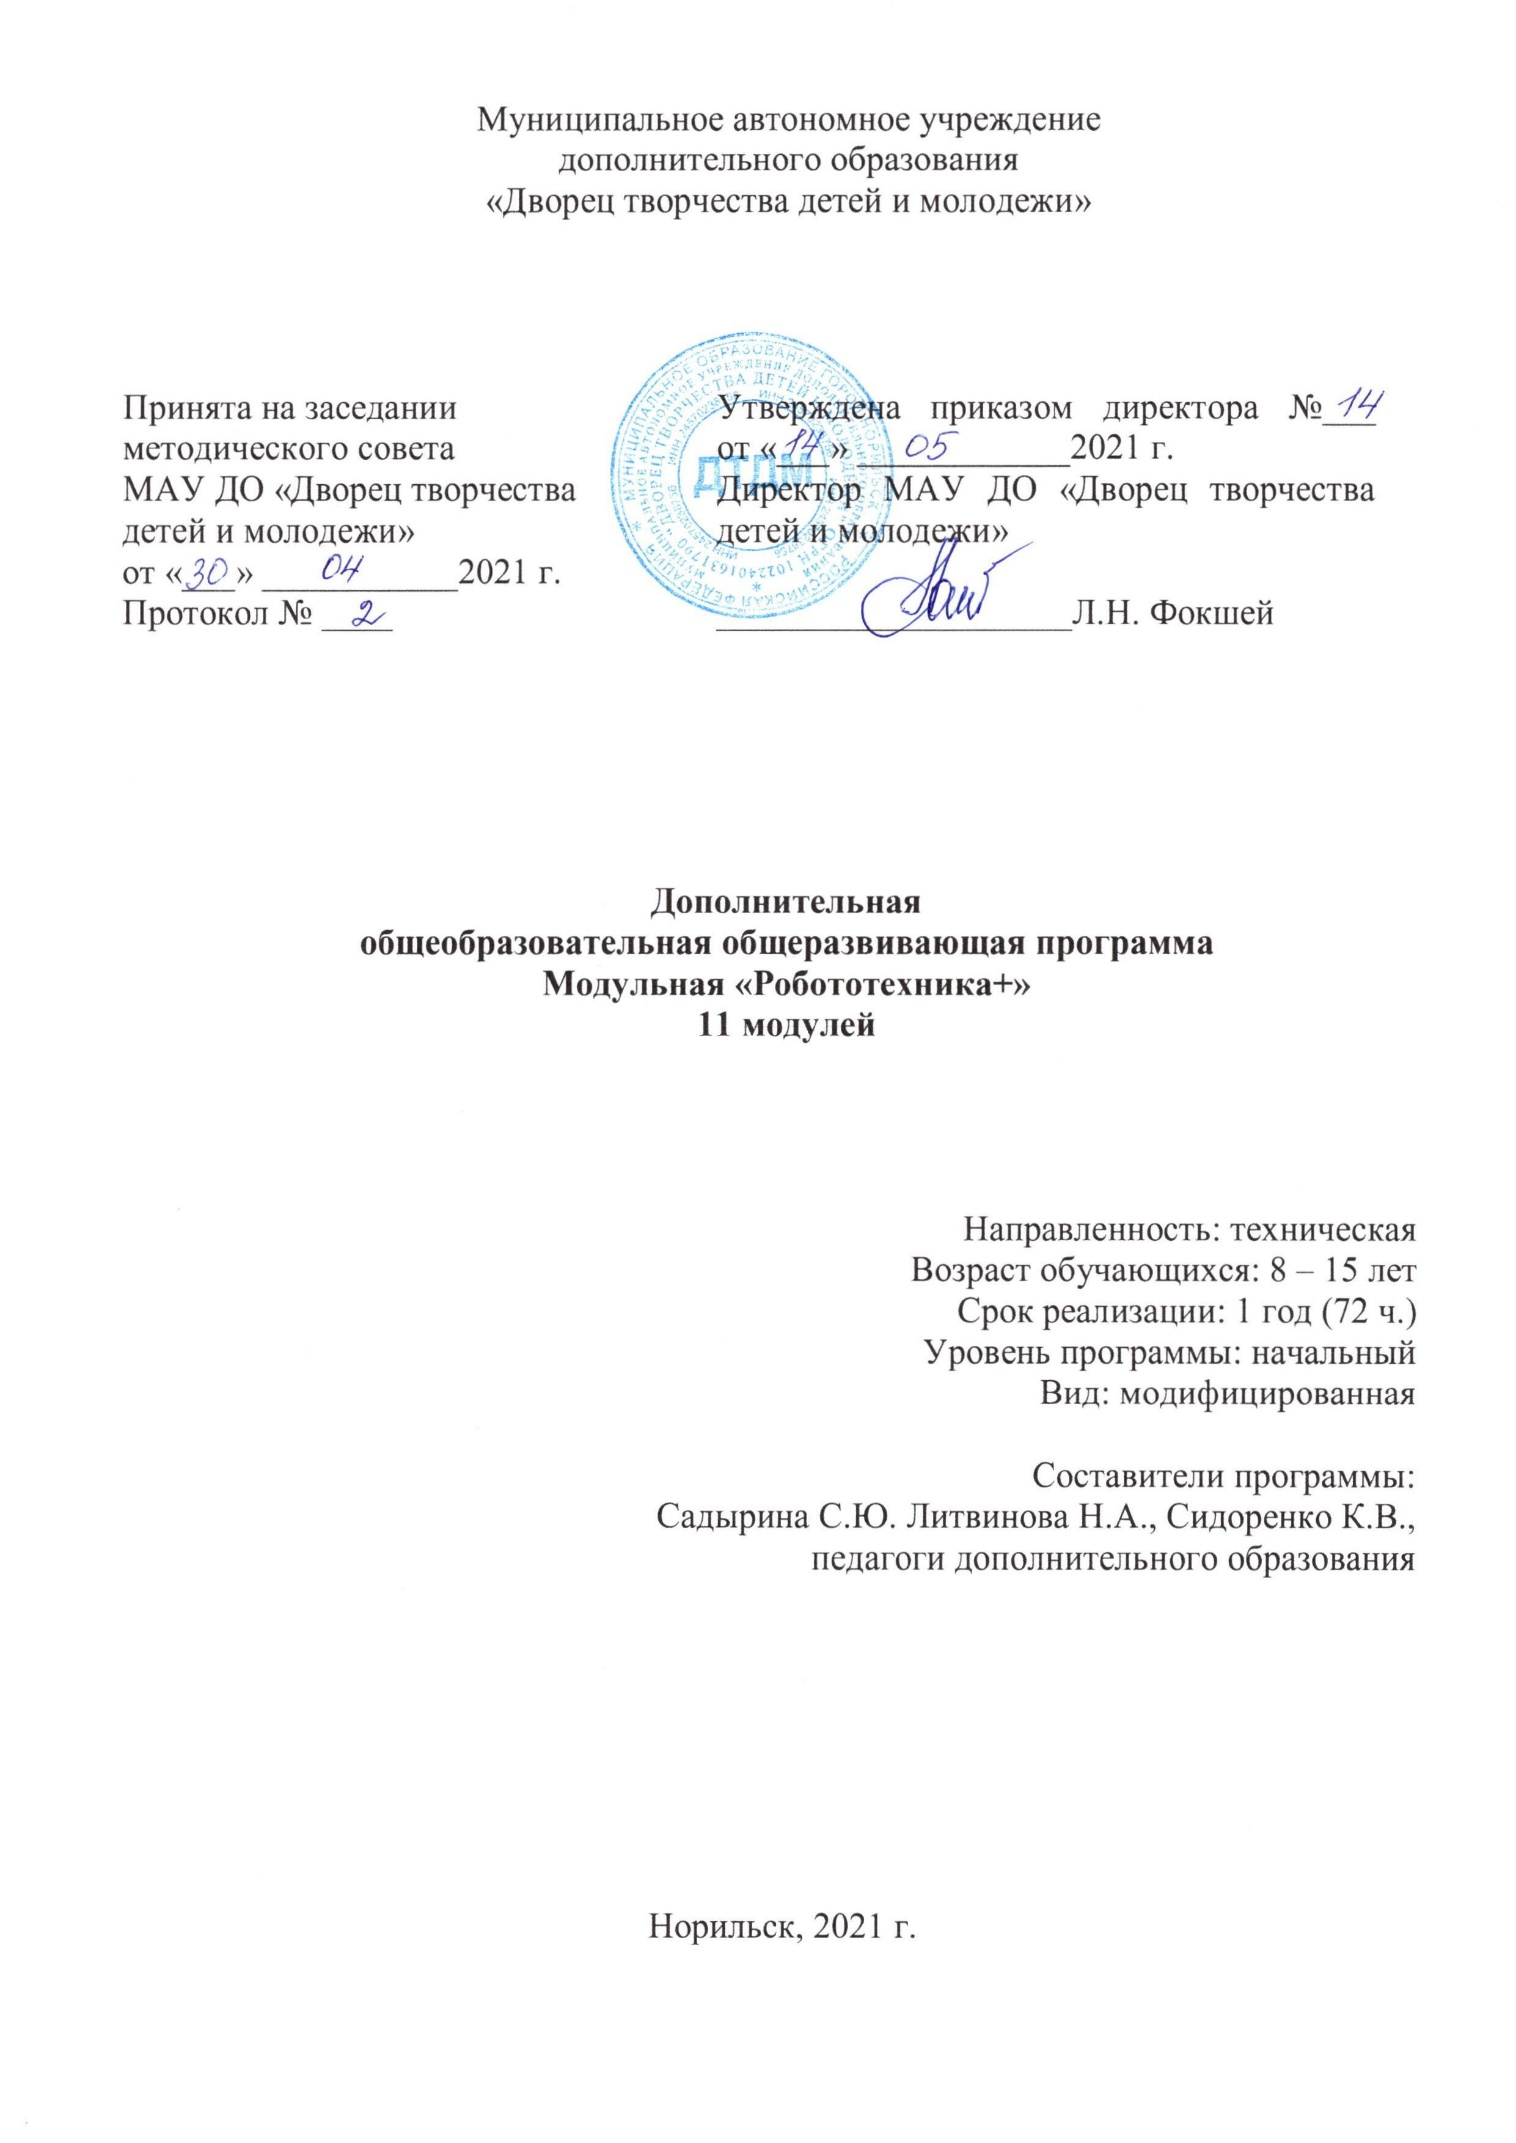 Муниципальное автономное учреждение
дополнительного образования
«Дворец творчества детей и молодежи»
Принята на заседании
методического совета
МАУ ДО «Дворец творчества
детей и молодежи»
от «30» 04 2021 г.
Протокол № 2
Утверждена приказом директора № 14
от «14» 05 2021 г.
Директор МАУ ДО «Дворец творчества
детей и молодежи»
Л.Н. Фокшей
ДТДМ
Дополнительная
общеобразовательная общеразвивающая программа
Модульная «Робототехника+»
11 модулей
Направленность: техническая
Возраст обучающихся: 8 – 15 лет
Срок реализации: 1 год (72 ч.)
Уровень программы: начальный
Вид: модифицированная
Составители программы:
Садырина С.Ю. Литвинова Н.А., Сидоренко К.В.,
педагоги дополнительного образования
Норильск, 2021 г.